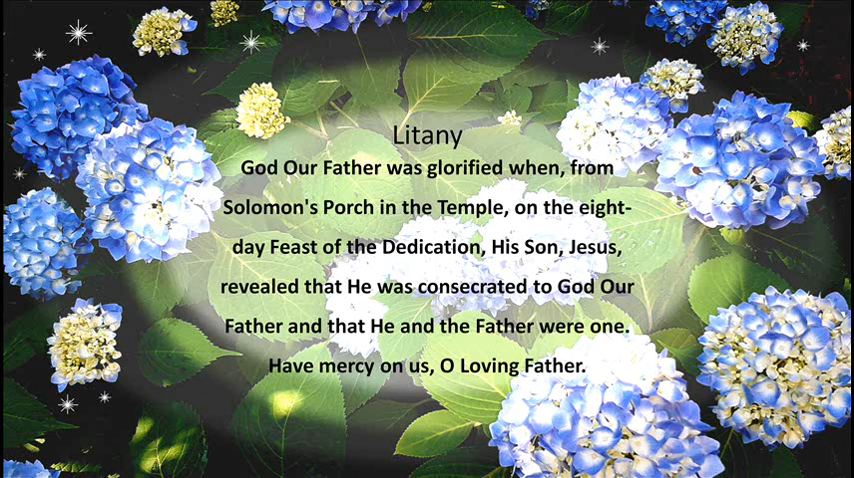 Litany
God Our Father was glorified when, from
Solomon's Porch in the Temple, on the eight-
day Feast of the Dedication, His Son, Jesus,
revealed that He was consecrated to God Our
Father and that He and the Father were one.
Have mercy on us, O Loving Father.